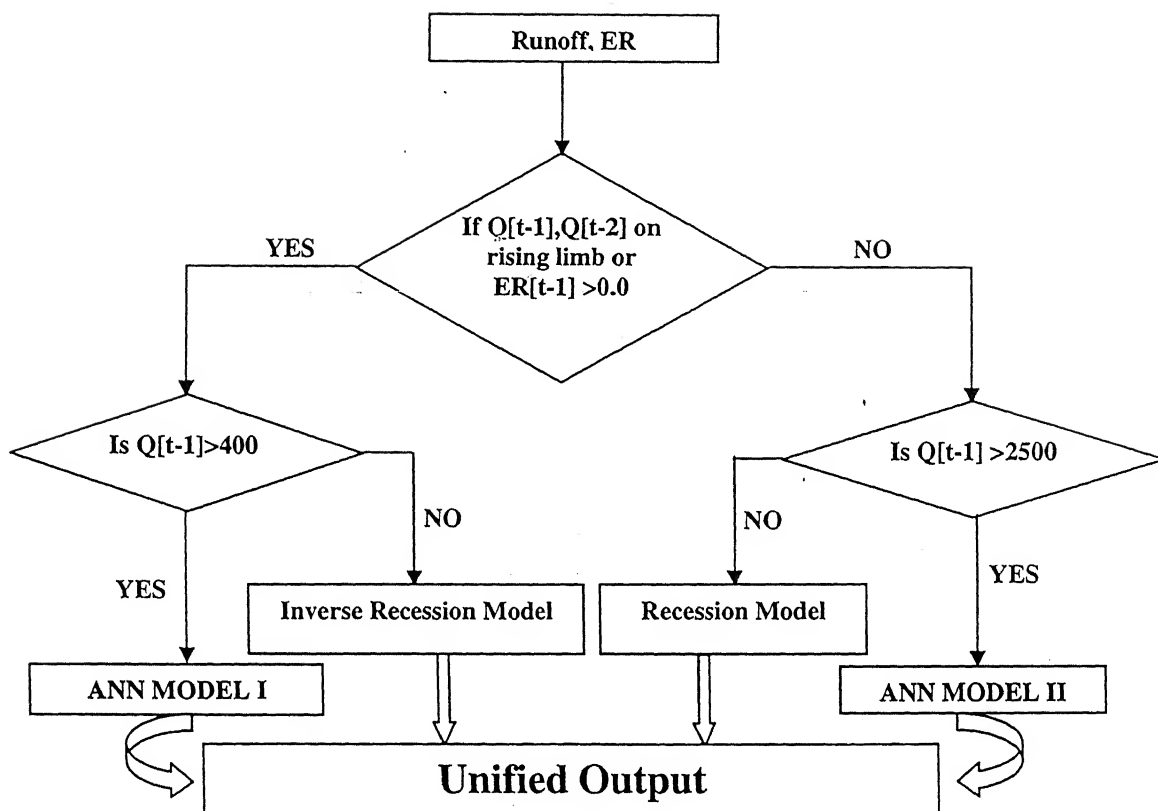 Runoff, ER
If Q[t-1],Q[t-2] on
rising limb or
ER[t-1] >0.0
YES
NO
Is Q[t-1]>400
Is Q[t-1] >2500
NO
NO
YES
YES
Inverse Recession Model
Recession Model
ANN MODEL I
ANN MODEL II
Unified Output